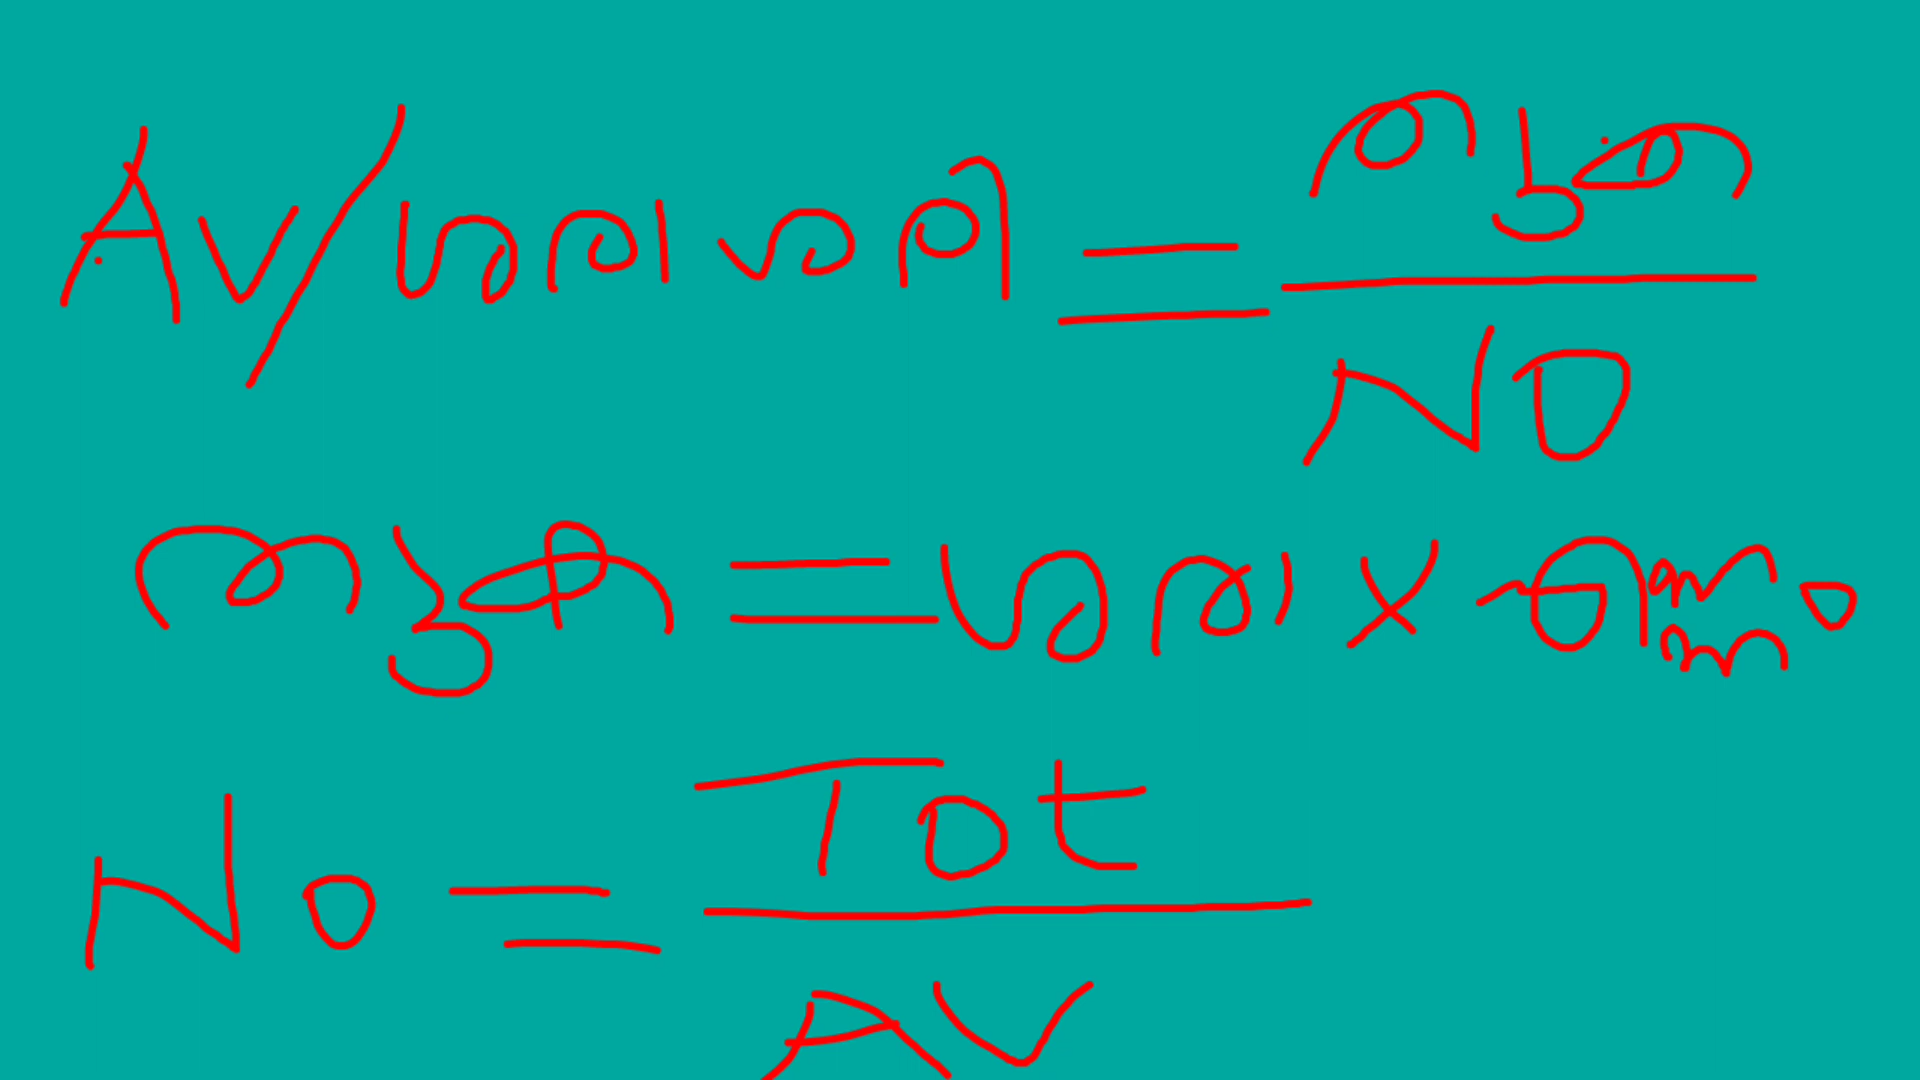 Av/ശരാശരി = തുക
NO
തുക = ശരാ × എണ്ണം
Tot
No =
AV